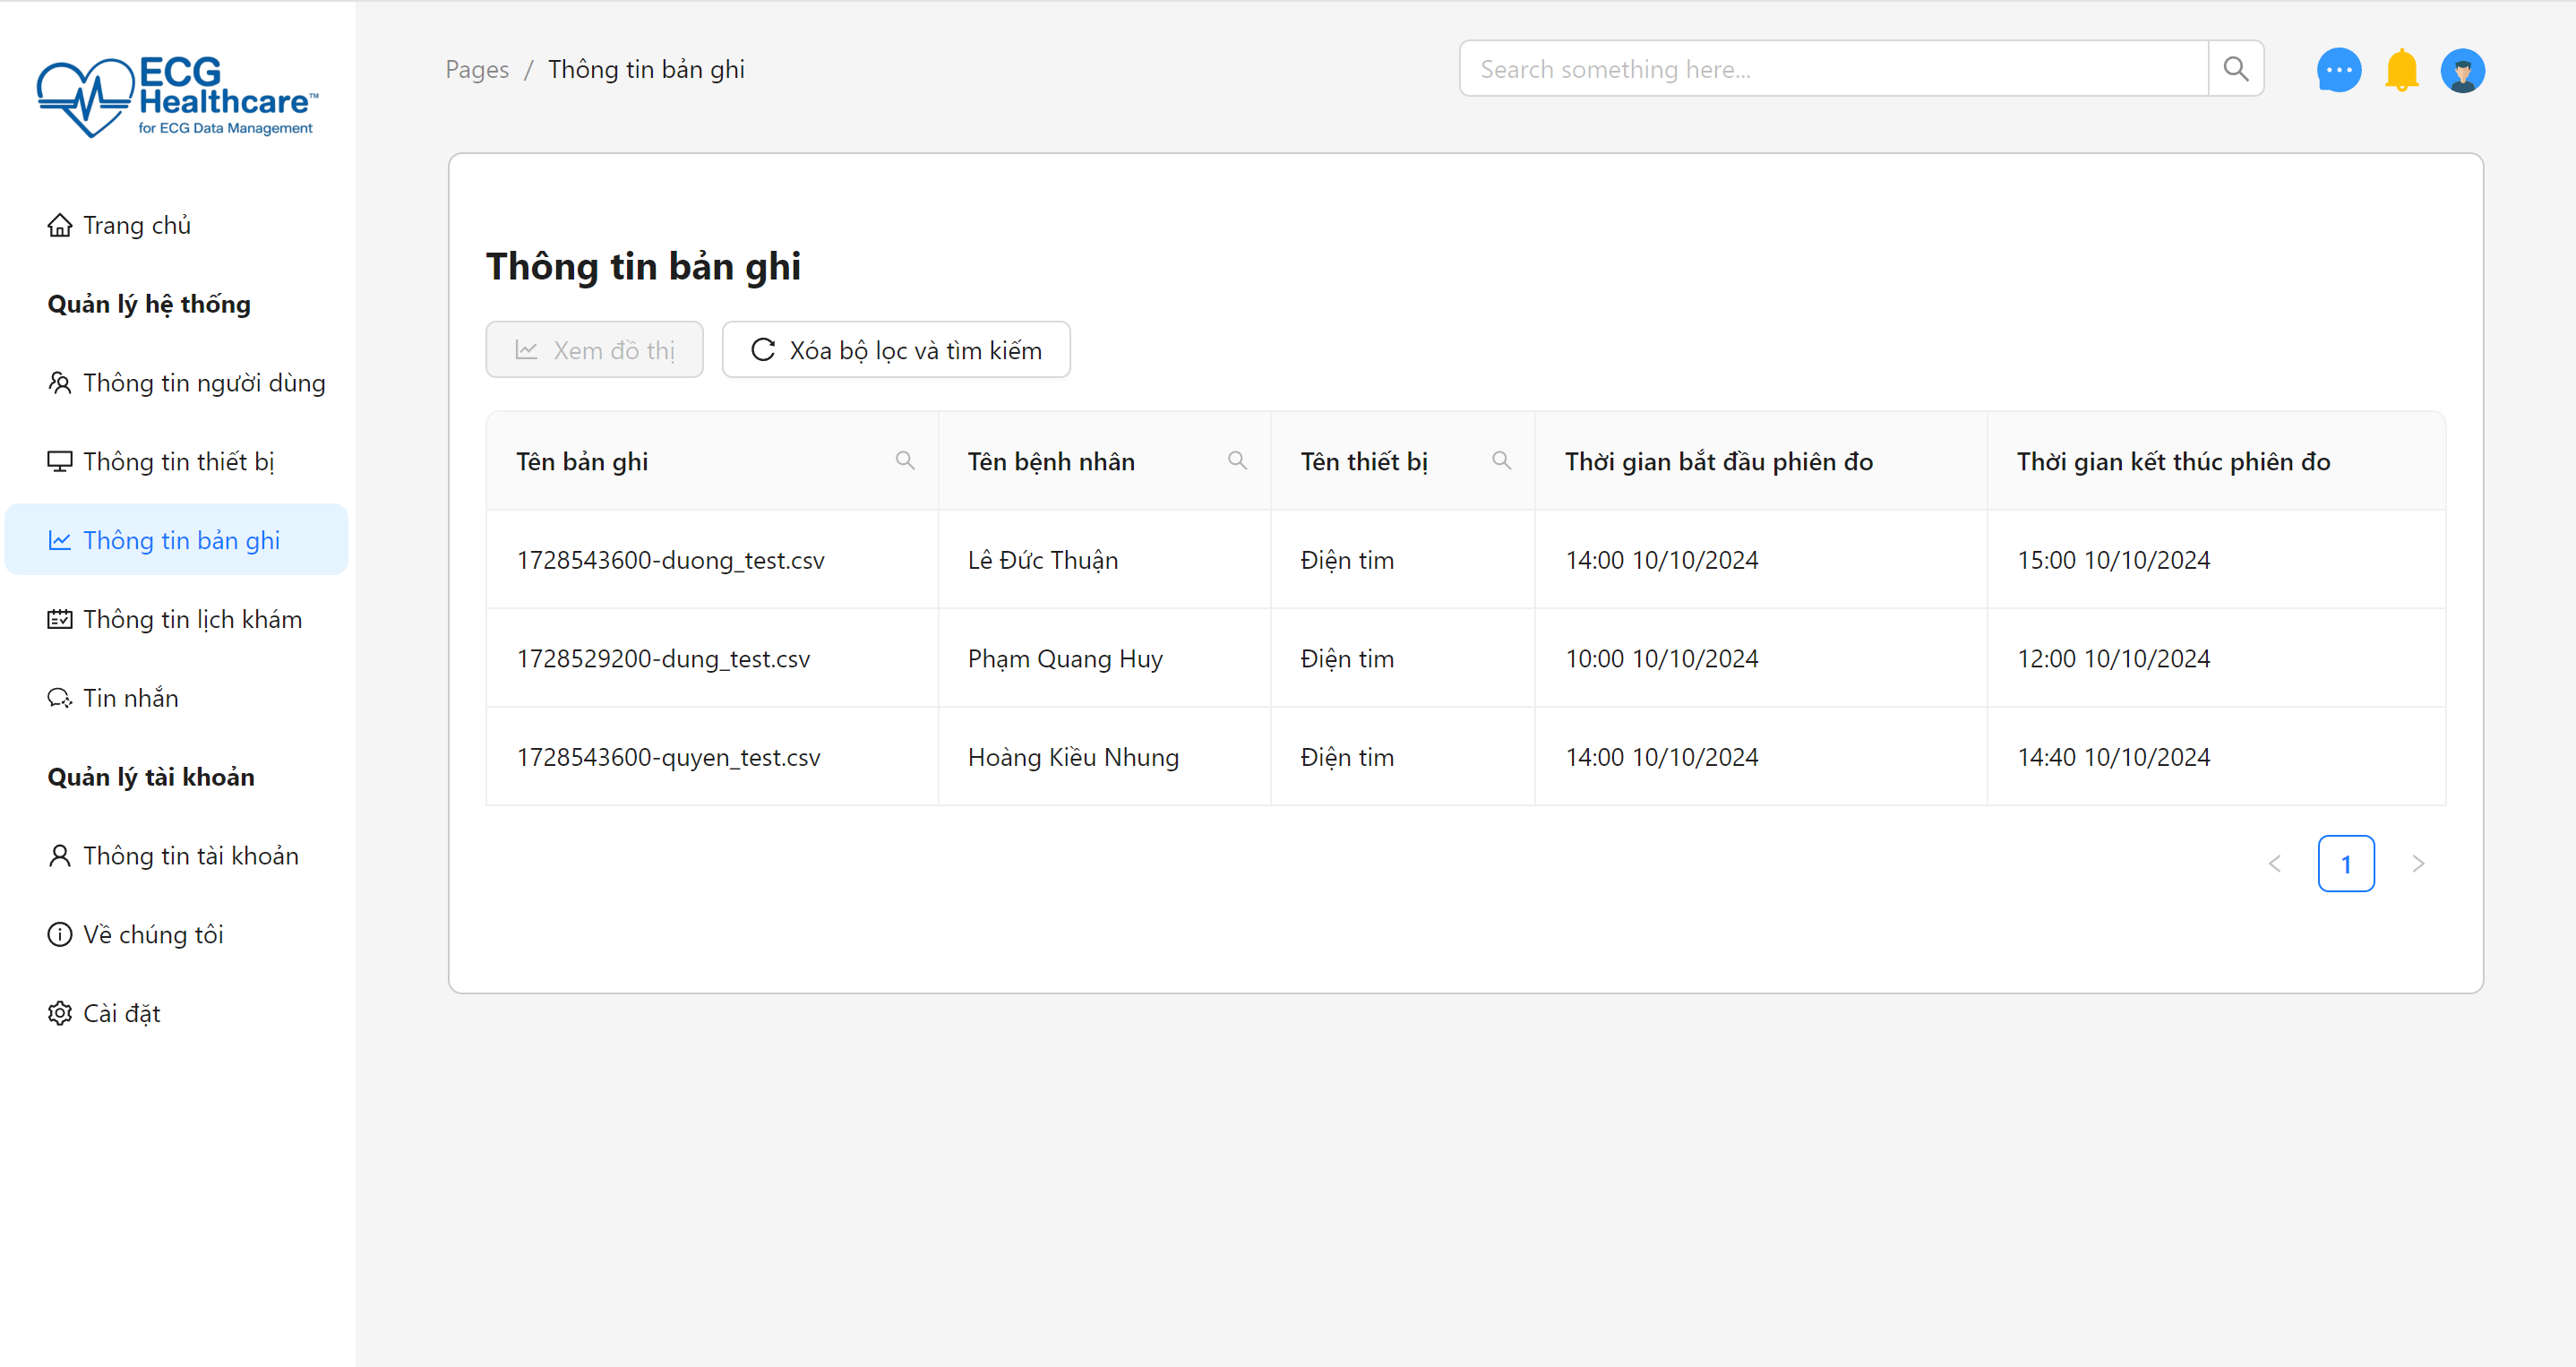 ECG
Healthcare™
for ECG Data Management
Trang chủ
Quản lý hệ thống
Thông tin người dùng
Thông tin thiết bị
Thông tin bản ghi
Thông tin lịch khám
Tin nhắn
Quản lý tài khoản
Thông tin tài khoản
Về chúng tôi
Cài đặt
Pages / Thông tin bản ghi
Search something here...
Thông tin bản ghi
Xem đồ thị
Xóa bộ lọc và tìm kiếm
Tên bản ghi Tên bệnh nhân Tên thiết bị Thời gian bắt đầu phiên đo Thời gian kết thúc phiên đo
1728543600-duong_test.csv Lê Đức Thuận Điện tim 14:00 10/10/2024 15:00 10/10/2024
1728529200-dung_test.csv Phạm Quang Huy Điện tim 10:00 10/10/2024 12:00 10/10/2024
1728543600-quyen_test.csv Hoàng Kiều Nhung Điện tim 14:00 10/10/2024 14:40 10/10/2024
1